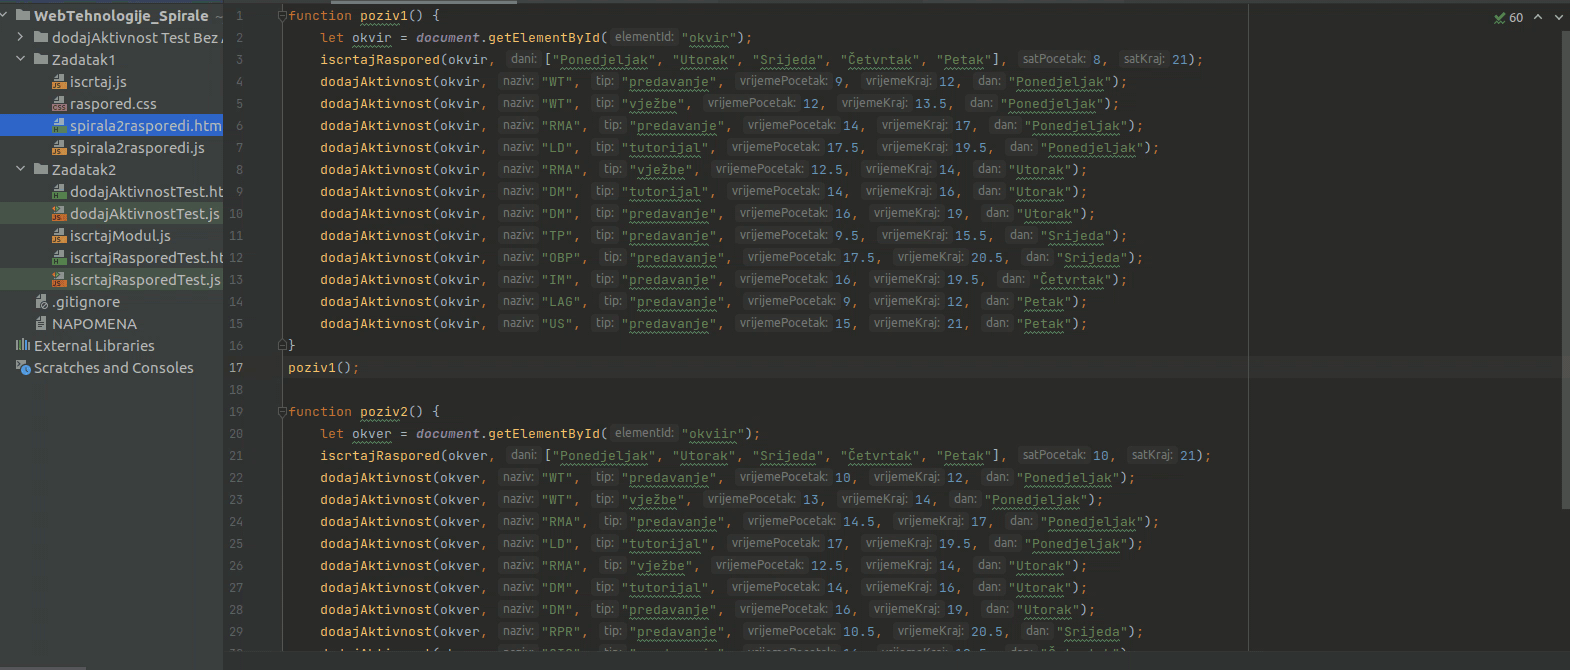 WebTehnologije_Spirale ~
dodajAktivnost Test Bez
Zadatak1
iscrtaj.js
raspored.css
spirala2rasporedi.htm
spirala2rasporedi.js
Zadatak2
dodajAktivnostTest.ht
dodajAktivnostTest.js
iscrtajModul.js
iscrtajRasporedTest.ht
iscrtajRasporedTest.js
.gitignore
NAPOMENA
External Libraries
Scratches and Consoles
60
1 function poziv1() {
2 let okvir = document.getElementById( elementId: "okvir");
3 iscrtajRaspored(okvir, dani: ["Ponedjeljak", "Utorak", "Srijeda", "Četvrtak", "Petak"], satPocetak: 8, satKraj: 21);
4 dodajAktivnost(okvir, naziv: "WT", tip: "predavanje", vrijemePocetak: 9, vrijemeKraj: 12, dan: "Ponedjeljak");
5 dodajAktivnost(okvir, naziv: "WT", tip: "vježbe", vrijemePocetak: 12, vrijemeKraj: 13.5, dan: "Ponedjeljak");
6 dodajAktivnost(okvir, naziv: "RMA", tip: "predavanje", vrijemePocetak: 14, vrijemeKraj: 17, dan: "Ponedjeljak");
7 dodajAktivnost(okvir, naziv: "LD", tip: "tutorijal", vrijemePocetak: 17.5, vrijemeKraj: 19.5, dan: "Ponedjeljak");
8 dodajAktivnost(okvir, naziv: "RMA", tip: "vježbe", vrijemePocetak: 12.5, vrijemeKraj: 14, dan: "Utorak");
9 dodajAktivnost(okvir, naziv: "DM", tip: "tutorijal", vrijemePocetak: 14, vrijemeKraj: 16, dan: "Utorak");
10 dodajAktivnost(okvir, naziv: "DM", tip: "predavanje", vrijemePocetak: 16, vrijemeKraj: 19, dan: "Utorak");
11 dodajAktivnost(okvir, naziv: "TP", tip: "predavanje", vrijemePocetak: 9.5, vrijemeKraj: 15.5, dan: "Srijeda");
12 dodajAktivnost(okvir, naziv: "OBP", tip: "predavanje", vrijemePocetak: 17.5, vrijemeKraj: 20.5, dan: "Srijeda");
13 dodajAktivnost(okvir, naziv: "IM", tip: "predavanje", vrijemePocetak: 16, vrijemeKraj: 19.5, dan: "Četvrtak");
14 dodajAktivnost(okvir, naziv: "LAG", tip: "predavanje", vrijemePocetak: 9, vrijemeKraj: 12, dan: "Petak");
15 dodajAktivnost(okvir, naziv: "US", tip: "predavanje", vrijemePocetak: 15, vrijemeKraj: 21, dan: "Petak");
16 }
17 poziv1();
18
19 function poziv2() {
20 let okver = document.getElementById( elementId: "okviir");
21 iscrtajRaspored(okver, dani: ["Ponedjeljak", "Utorak", "Srijeda", "Četvrtak", "Petak"], satPocetak: 10, satKraj: 21);
22 dodajAktivnost(okver, naziv: "WT", tip: "predavanje", vrijemePocetak: 10, vrijemeKraj: 12, dan: "Ponedjeljak");
23 dodajAktivnost(okver, naziv: "WT", tip: "vježbe", vrijemePocetak: 13, vrijemeKraj: 14, dan: "Ponedjeljak");
24 dodajAktivnost(okver, naziv: "RMA", tip: "predavanje", vrijemePocetak: 14.5, vrijemeKraj: 17, dan: "Ponedjeljak");
25 dodajAktivnost(okver, naziv: "LD", tip: "tutorijal", vrijemePocetak: 17, vrijemeKraj: 19.5, dan: "Ponedjeljak");
26 dodajAktivnost(okver, naziv: "RMA", tip: "vježbe", vrijemePocetak: 12.5, vrijemeKraj: 14, dan: "Utorak");
27 dodajAktivnost(okver, naziv: "DM", tip: "tutorijal", vrijemePocetak: 14, vrijemeKraj: 16, dan: "Utorak");
28 dodajAktivnost(okver, naziv: "DM", tip: "predavanje", vrijemePocetak: 16, vrijemeKraj: 19, dan: "Utorak");
29 dodajAktivnost(okver, naziv: "RPR", tip: "predavanje", vrijemePocetak: 10.5, vrijemeKraj: 20.5, dan: "Srijeda");